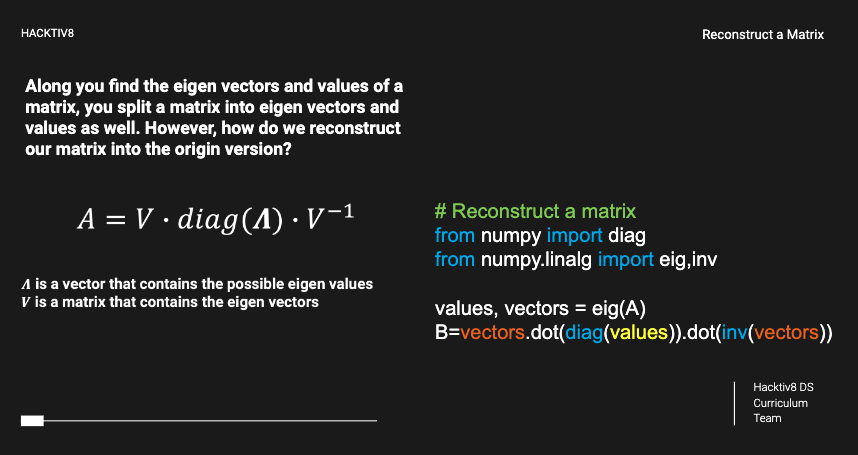 HACKTIV8
Reconstruct a Matrix
Along you find the eigen vectors and values of a
matrix, you split a matrix into eigen vectors and
values as well. However, how do we reconstruct
our matrix into the origin version?
A = V · diag(Λ) · V⁻¹
Λ is a vector that contains the possible eigen values
V is a matrix that contains the eigen vectors
# Reconstruct a matrix
from numpy import diag
from numpy.linalg import eig,inv
values, vectors = eig(A)
B=vectors.dot(diag(values)).dot(inv(vectors))
Hacktiv8 DS
Curriculum
Team